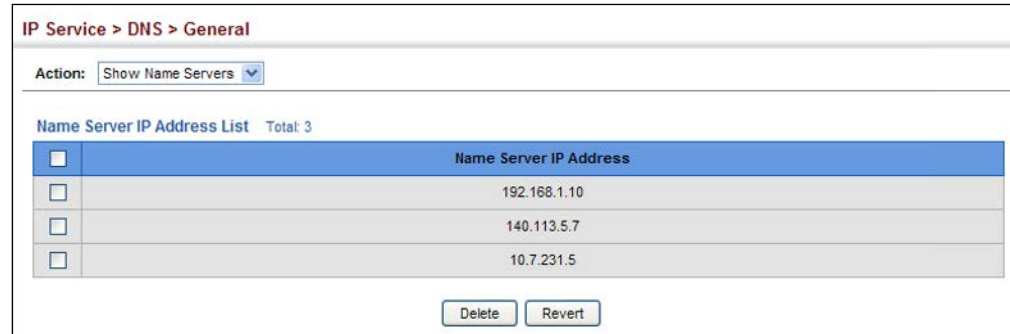 IP Service > DNS > General
Action: Show Name Servers
Name Server IP Address List Total: 3
Name Server IP Address
192.168.1.10
140.113.5.7
10.7.231.5
Delete Revert